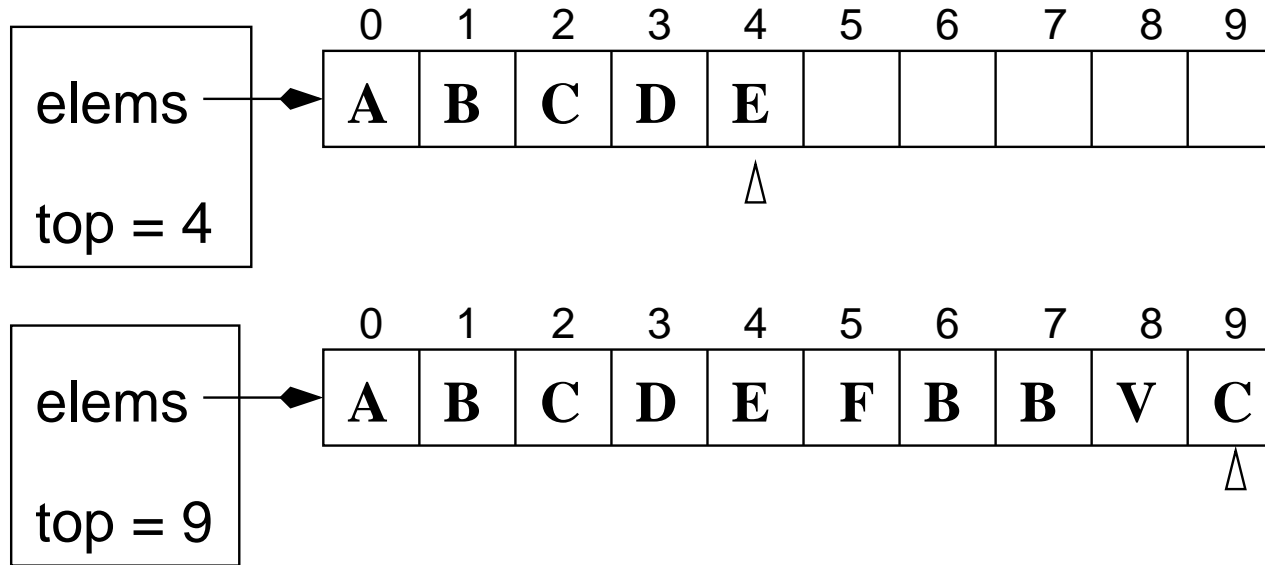 0 1 2 3 4 5 6 7 8 9
elems A B C D E
top = 4
0 1 2 3 4 5 6 7 8 9
elems A B C D E F B B V C
top = 9